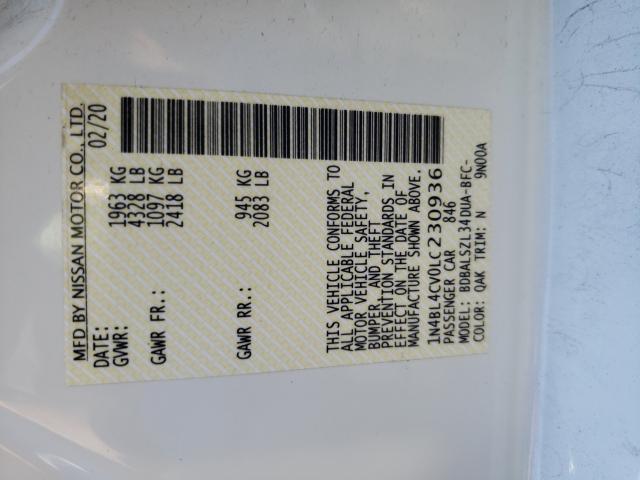 MFD BY NISSAN MOTOR CO., LTD.
DATE: 02/20
GVWR: 1963 KG
4328 LB
GAWR FR.: 1097 KG
2418 LB
GAWR RR.: 945 KG
2083 LB
THIS VEHICLE CONFORMS TO
ALL APPLICABLE FEDERAL
MOTOR VEHICLE SAFETY,
BUMPER, AND THEFT
PREVENTION STANDARDS IN
EFFECT ON THE DATE OF
MANUFACTURE SHOWN ABOVE.
1N4BL4CV0LC230936
PASSENGER CAR 846
MODEL: BDBALSZL34DUA-BFC-
COLOR: QAK TRIM: N 9N00A